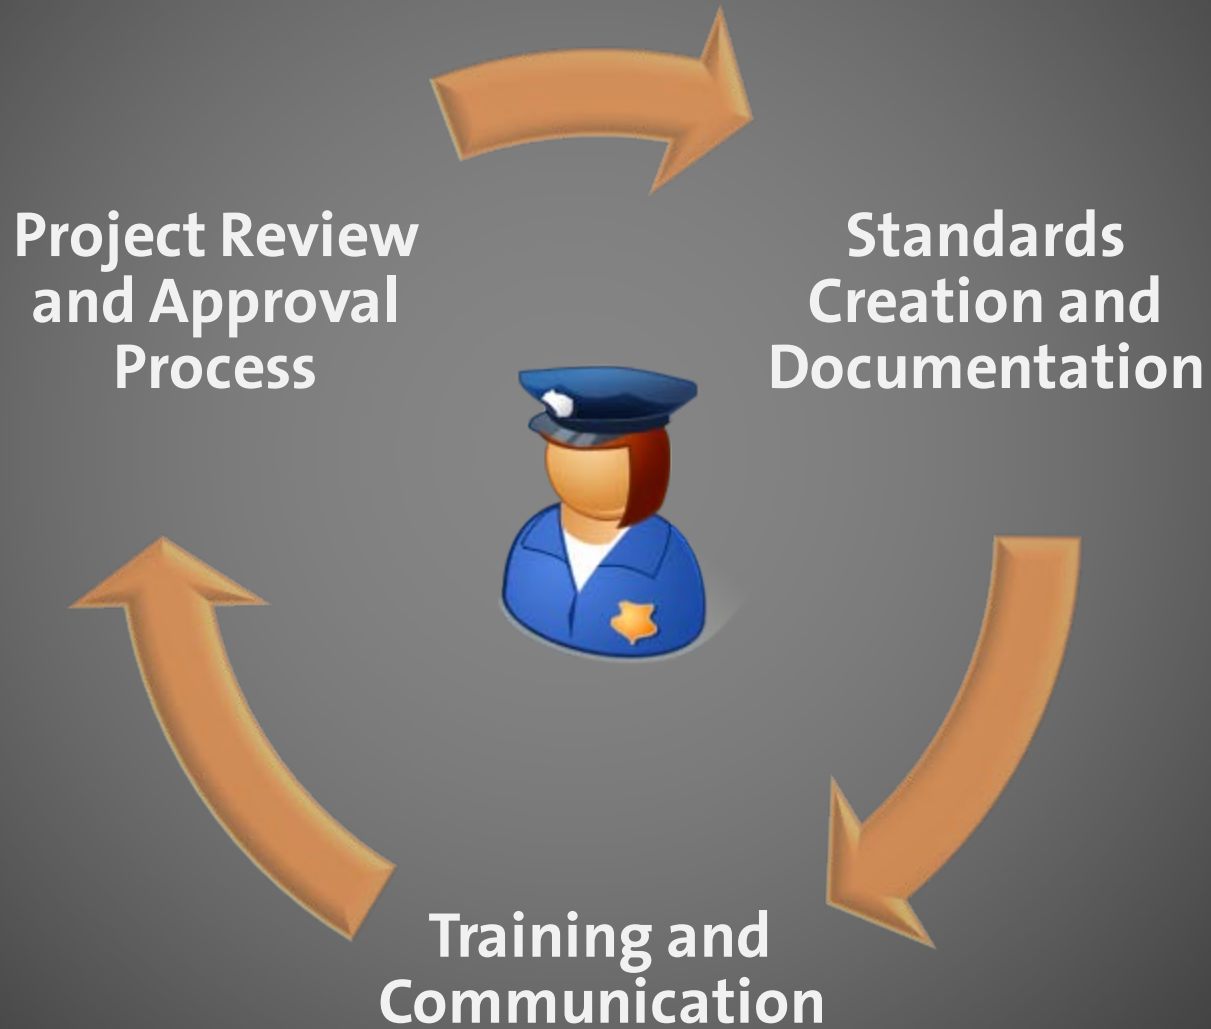 Project Review
and Approval
Process
Standards
Creation and
Documentation
Training and
Communication